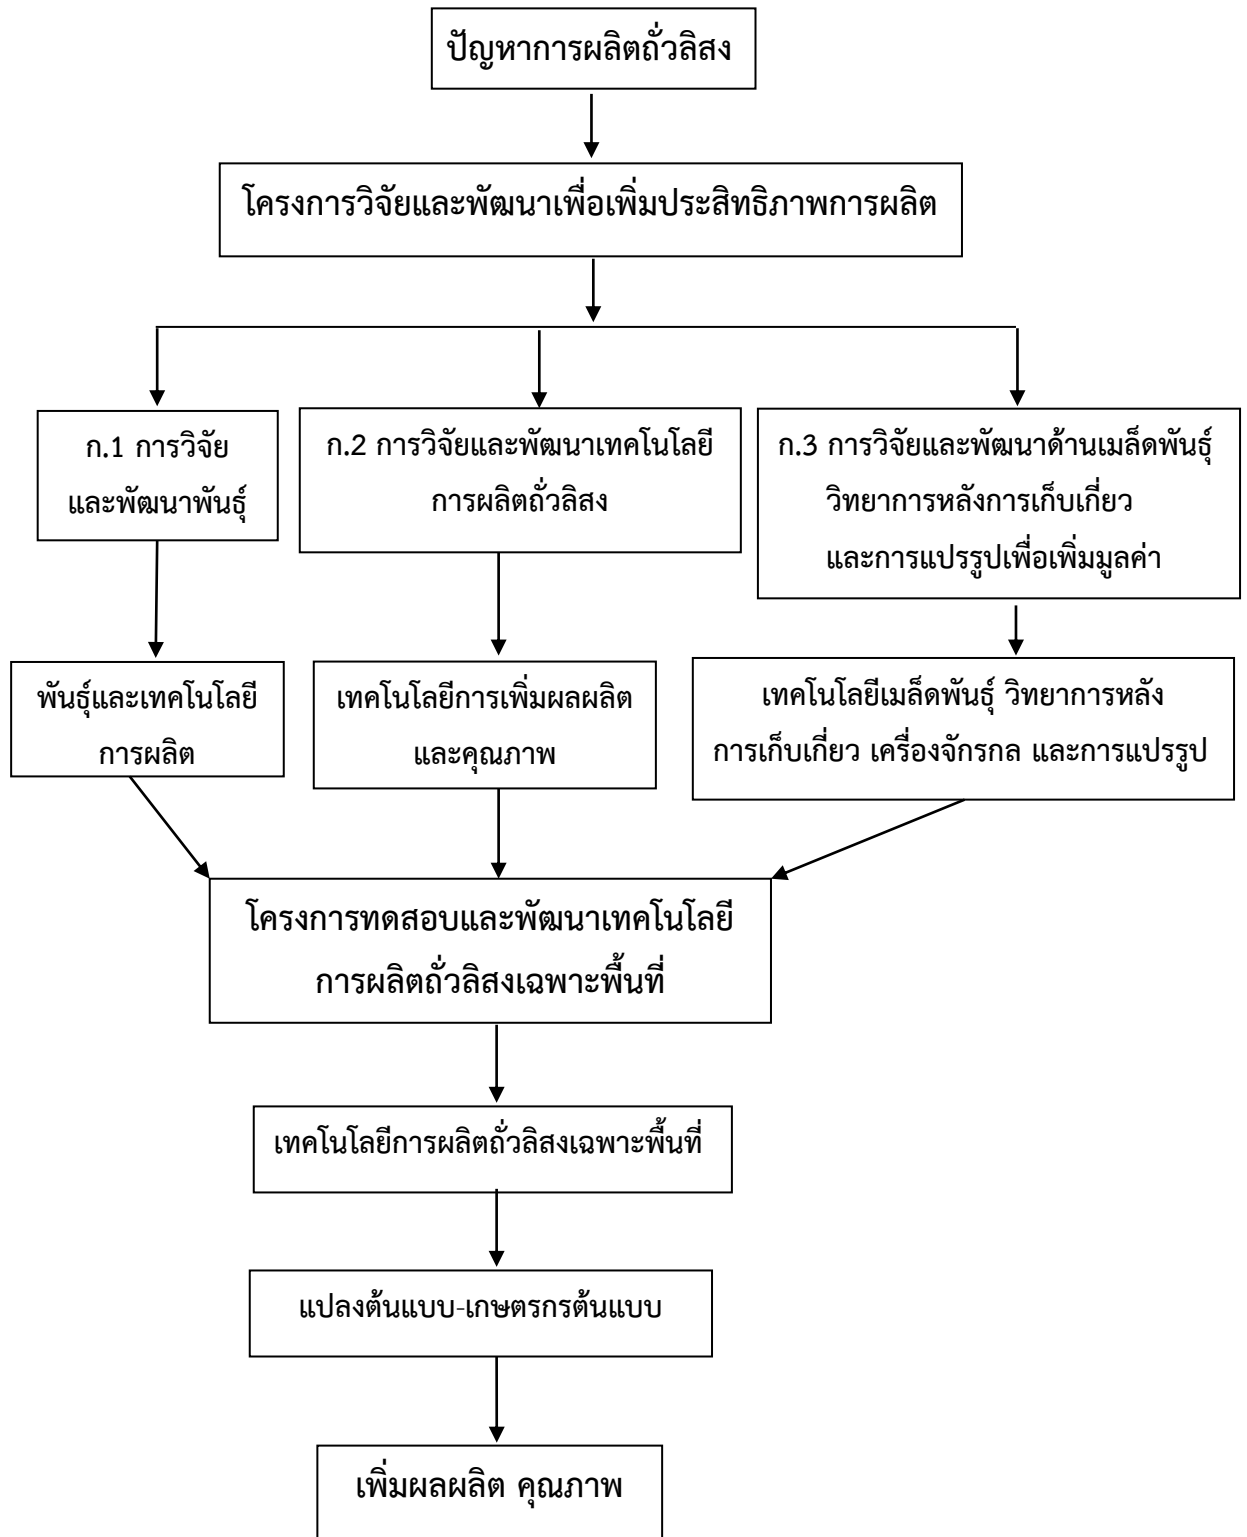 ปัญหาการผลิตถั่วลิสง
โครงการวิจัยและพัฒนาเพื่อเพิ่มประสิทธิภาพการผลิต
ก.1 การวิจัย
และพัฒนาพันธุ์
ก.2 การวิจัยและพัฒนาเทคโนโลยี
การผลิตถั่วลิสง
ก.3 การวิจัยและพัฒนาด้านเมล็ดพันธุ์
วิทยาการหลังการเก็บเกี่ยว
และการแปรรูปเพื่อเพิ่มมูลค่า
พันธุ์และเทคโนโลยี
การผลิต
เทคโนโลยีการเพิ่มผลผลิต
และคุณภาพ
เทคโนโลยีเมล็ดพันธุ์ วิทยาการหลัง
การเก็บเกี่ยว เครื่องจักรกล และการแปรรูป
โครงการทดสอบและพัฒนาเทคโนโลยี
การผลิตถั่วลิสงเฉพาะพื้นที่
เทคโนโลยีการผลิตถั่วลิสงเฉพาะพื้นที่
แปลงต้นแบบ-เกษตรกรต้นแบบ
เพิ่มผลผลิต คุณภาพ